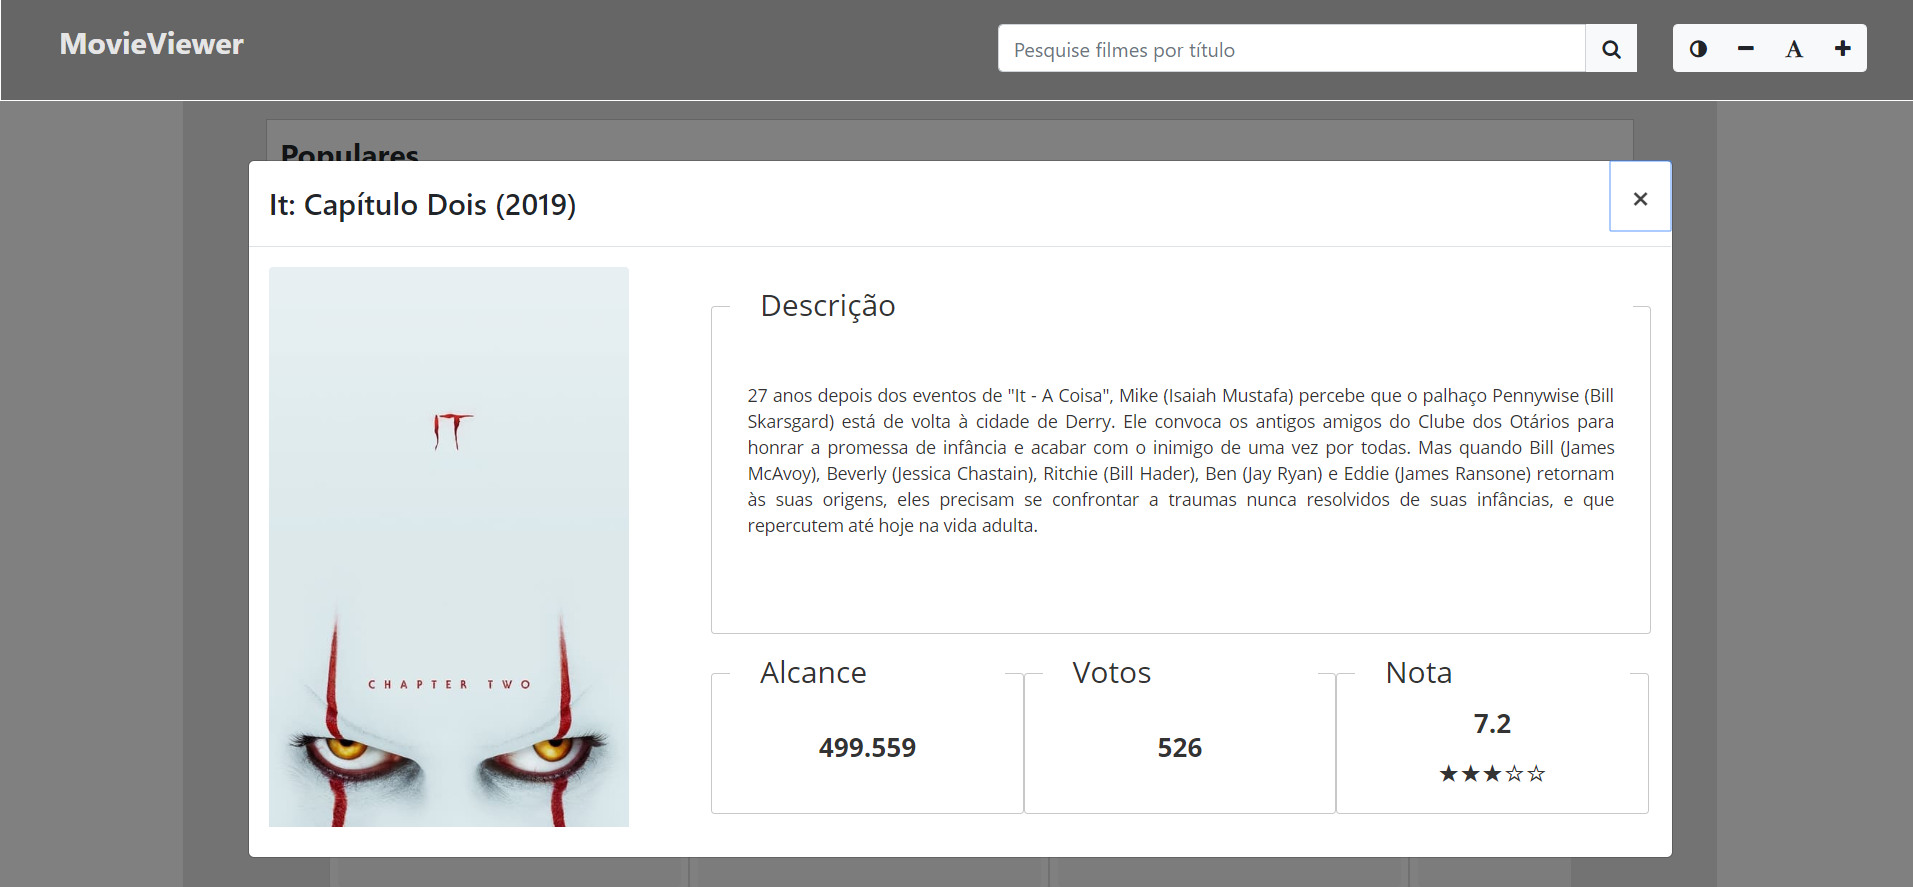 MovieViewer
Pesquise filmes por título
A
Populares
It: Capítulo Dois (2019)
×
IT
CHAPTER TWO
Descrição
27 anos depois dos eventos de "It - A Coisa", Mike (Isaiah Mustafa) percebe que o palhaço Pennywise (Bill
Skarsgard) está de volta à cidade de Derry. Ele convoca os antigos amigos do Clube dos Otários para
honrar a promessa de infância e acabar com o inimigo de uma vez por todas. Mas quando Bill (James
McAvoy), Beverly (Jessica Chastain), Ritchie (Bill Hader), Ben (Jay Ryan) e Eddie (James Ransone) retornam
às suas origens, eles precisam se confrontar a traumas nunca resolvidos de suas infâncias, e que
repercutem até hoje na vida adulta.
Alcance
499.559
Votos
526
Nota
7.2
★★★☆☆